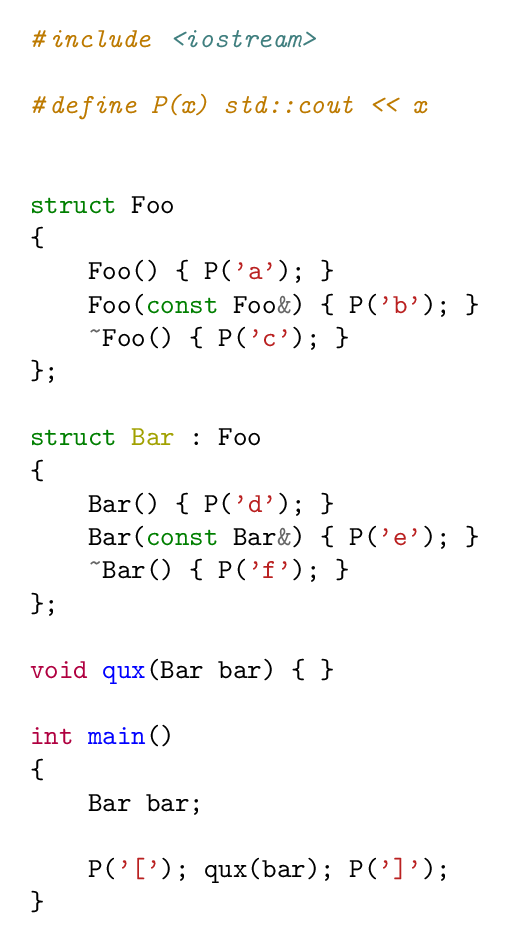 #include <iostream>

#define P(x) std::cout << x


struct Foo
{
    Foo() { P('a'); }
    Foo(const Foo&) { P('b'); }
    ~Foo() { P('c'); }
};

struct Bar : Foo
{
    Bar() { P('d'); }
    Bar(const Bar&) { P('e'); }
    ~Bar() { P('f'); }
};

void qux(Bar bar) { }

int main()
{
    Bar bar;

    P('['); qux(bar); P(']');
}